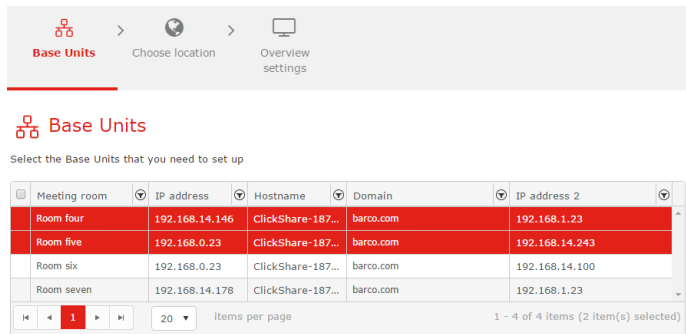 Base Units
Choose location
Overview settings
Base Units
Select the Base Units that you need to set up
Meeting room IP address Hostname Domain IP address 2
Room four 192.168.14.146 ClickShare-187... barco.com 192.168.1.23
Room five 192.168.0.23 ClickShare-187... barco.com 192.168.14.243
Room six 192.168.0.23 ClickShare-187... barco.com 192.168.14.100
Room seven 192.168.14.178 ClickShare-187... barco.com 192.168.1.23
1 20 items per page 1 - 4 of 4 items (2 item(s) selected)